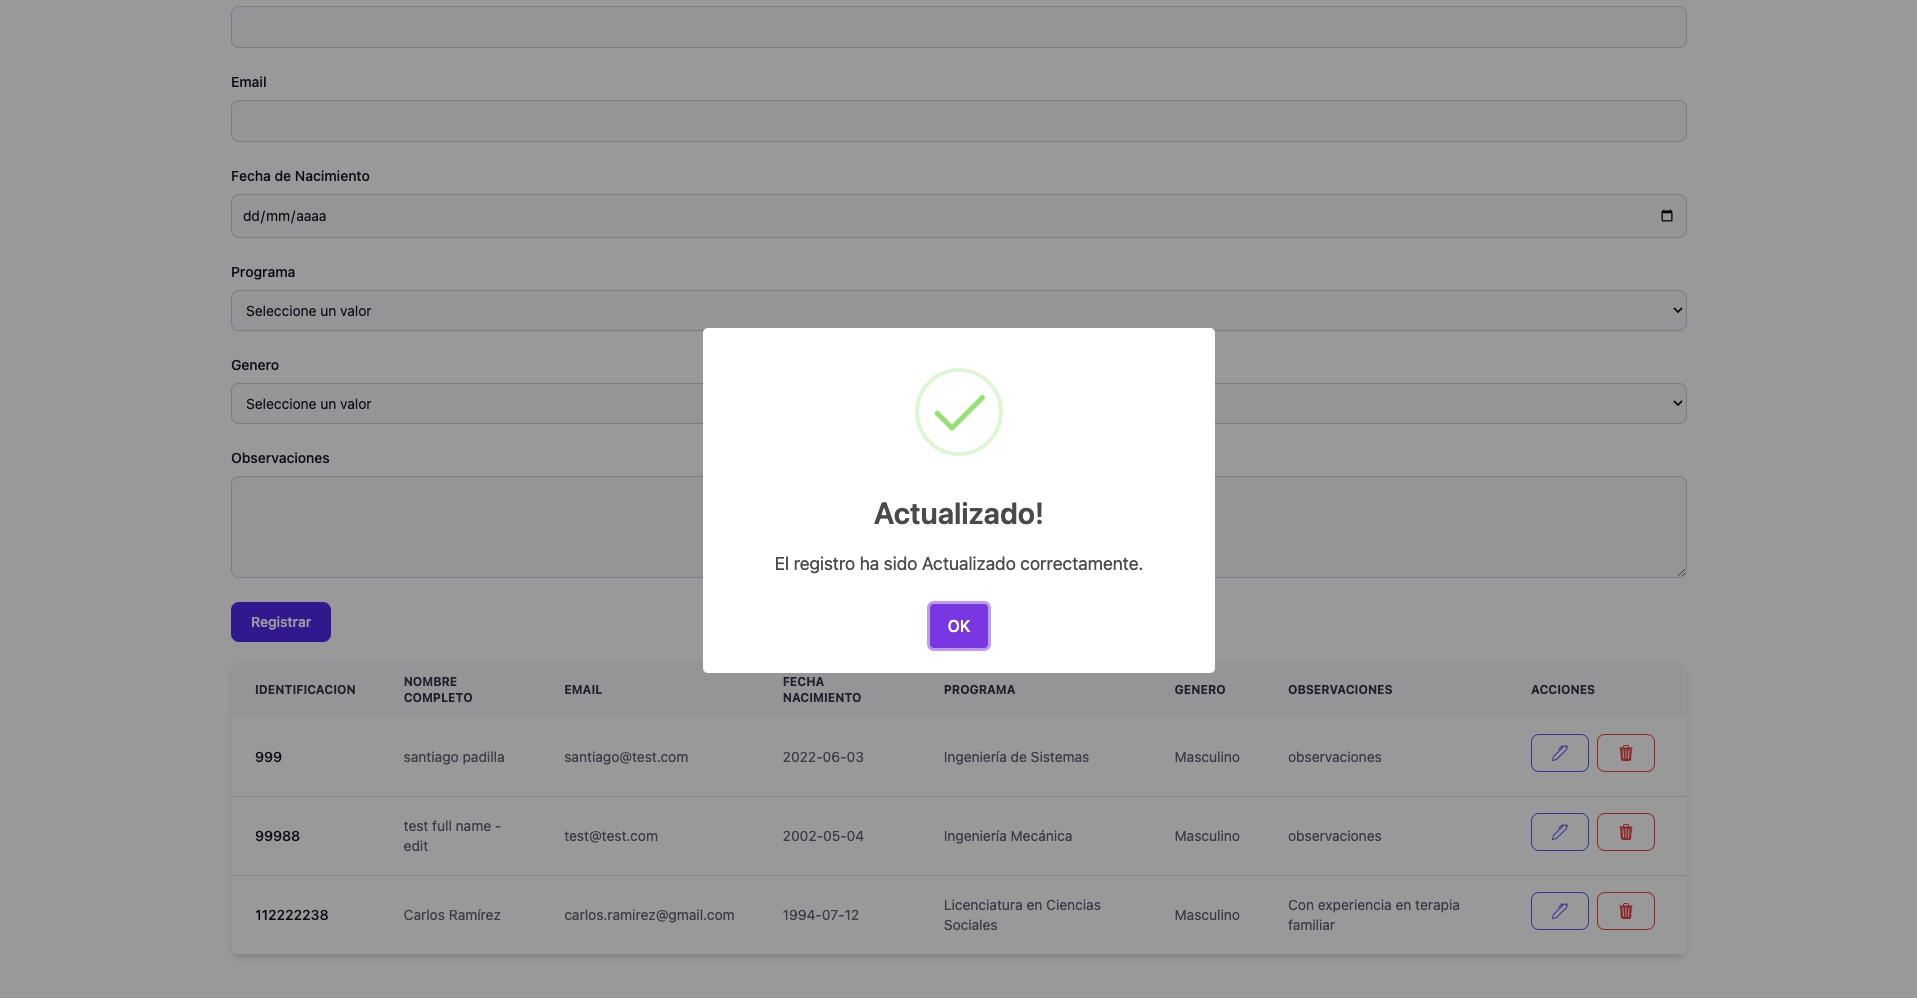 Email
Fecha de Nacimiento
dd/mm/aaaa
Programa
Seleccione un valor
Genero
Seleccione un valor
Observaciones
Actualizado!
El registro ha sido Actualizado correctamente.
OK
Registrar
IDENTIFICACION NOMBRE COMPLETO EMAIL FECHA NACIMIENTO PROGRAMA GENERO OBSERVACIONES ACCIONES
999 santiago padilla santiago@test.com 2022-06-03 Ingeniería de Sistemas Masculino observaciones
99988 test full name - edit test@test.com 2002-05-04 Ingeniería Mecánica Masculino observaciones
112222238 Carlos Ramírez carlos.ramirez@gmail.com 1994-07-12 Licenciatura en Ciencias Sociales Masculino Con experiencia en terapia familiar